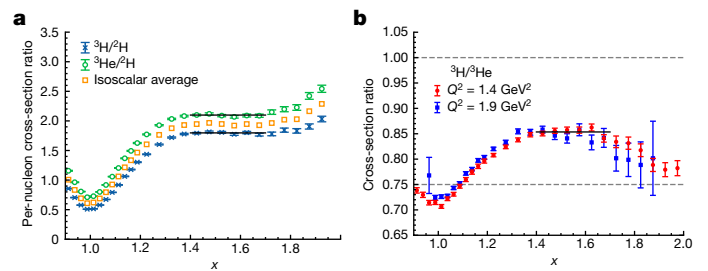 a
3.5
3.0
2.5
2.0
1.5
1.0
0.5
0
Per-nucleon cross-section ratio
³H/²H
³He/²H
Isoscalar average
1.0 1.2 1.4 1.6 1.8
x
b
1.05
1.00
0.95
0.90
0.85
0.80
0.75
0.70
0.65
Cross-section ratio
³H/³He
Q² = 1.4 GeV²
Q² = 1.9 GeV²
1.0 1.2 1.4 1.6 1.8 2.0
x